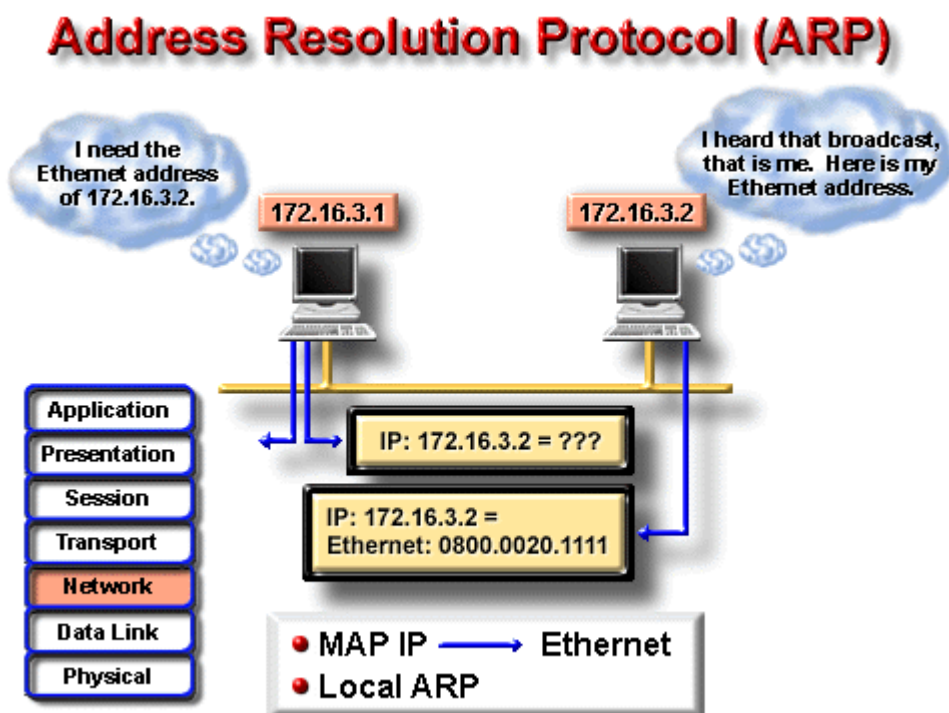 Address Resolution Protocol (ARP)
I need the
Ethernet address
of 172.16.3.2.
I heard that broadcast,
that is me. Here is my
Ethernet address.
172.16.3.1
172.16.3.2
Application
Presentation
Session
Transport
Network
Data Link
Physical
IP: 172.16.3.2 = ???
IP: 172.16.3.2 =
Ethernet: 0800.0020.1111
MAP IP Ethernet
Local ARP